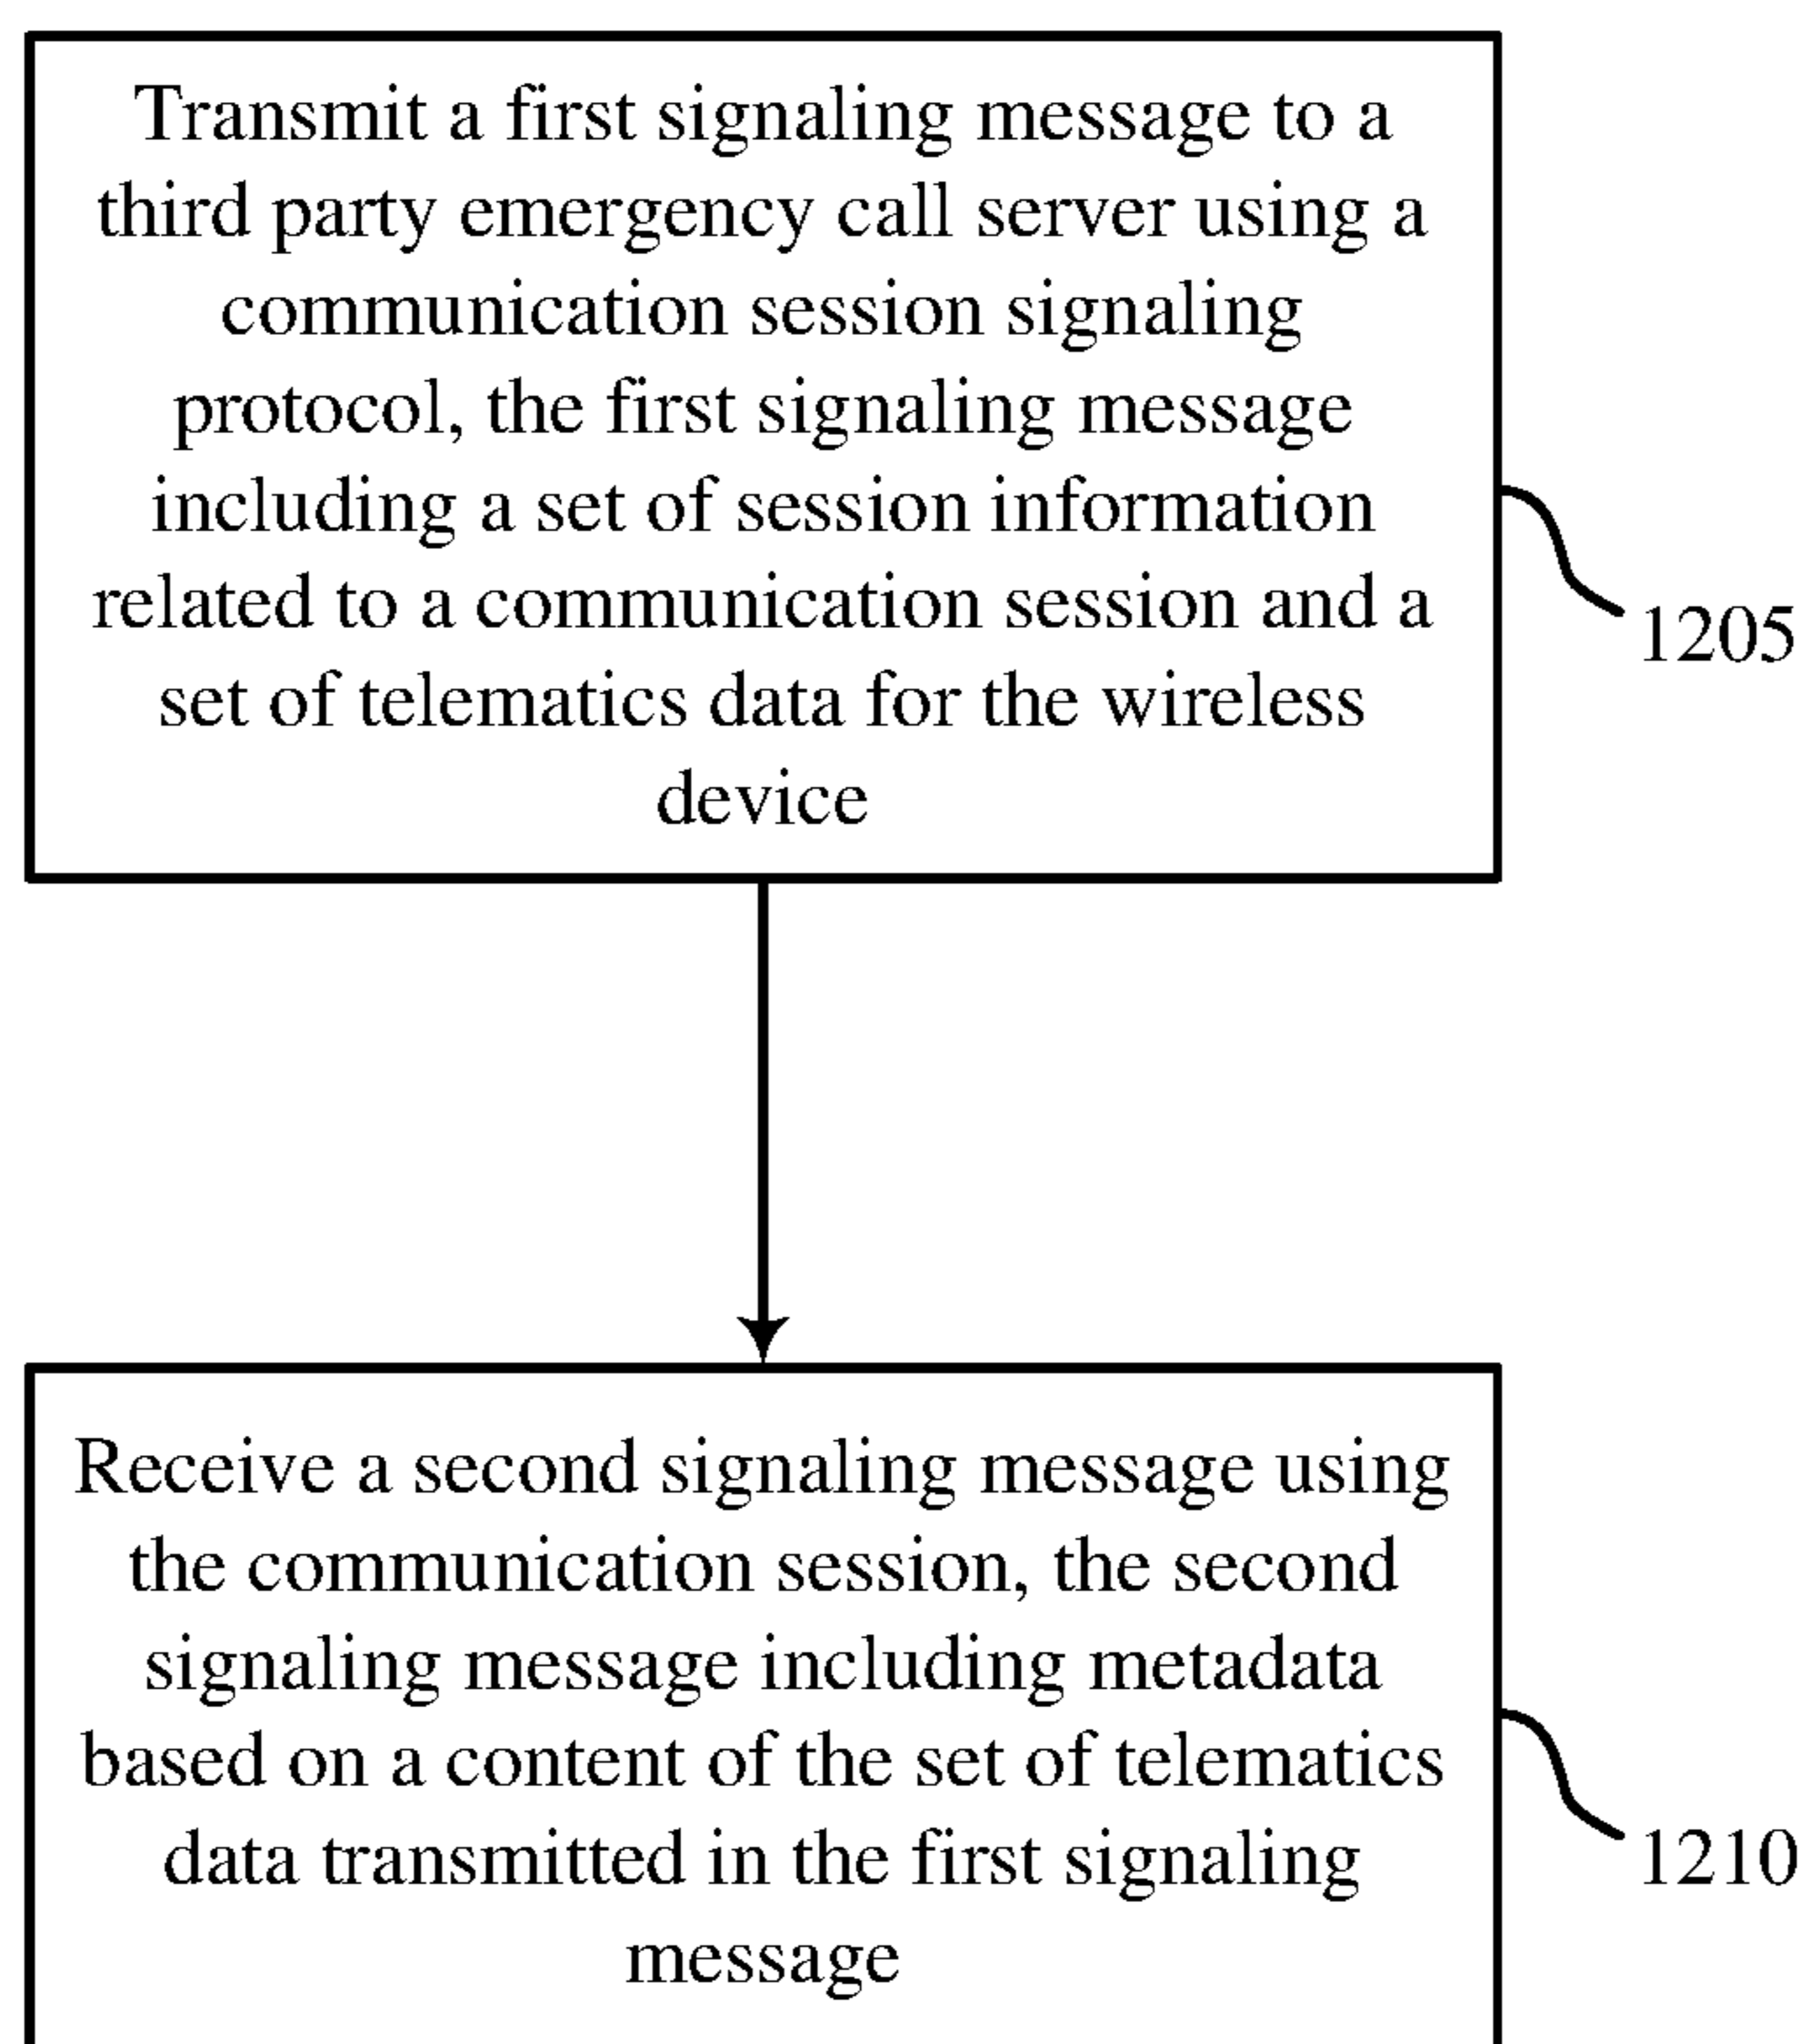 Transmit a first signaling message to a
third party emergency call server using a
communication session signaling
protocol, the first signaling message
including a set of session information
related to a communication session and a
set of telematics data for the wireless
device
1205
Receive a second signaling message using
the communication session, the second
signaling message including metadata
based on a content of the set of telematics
data transmitted in the first signaling
message
1210